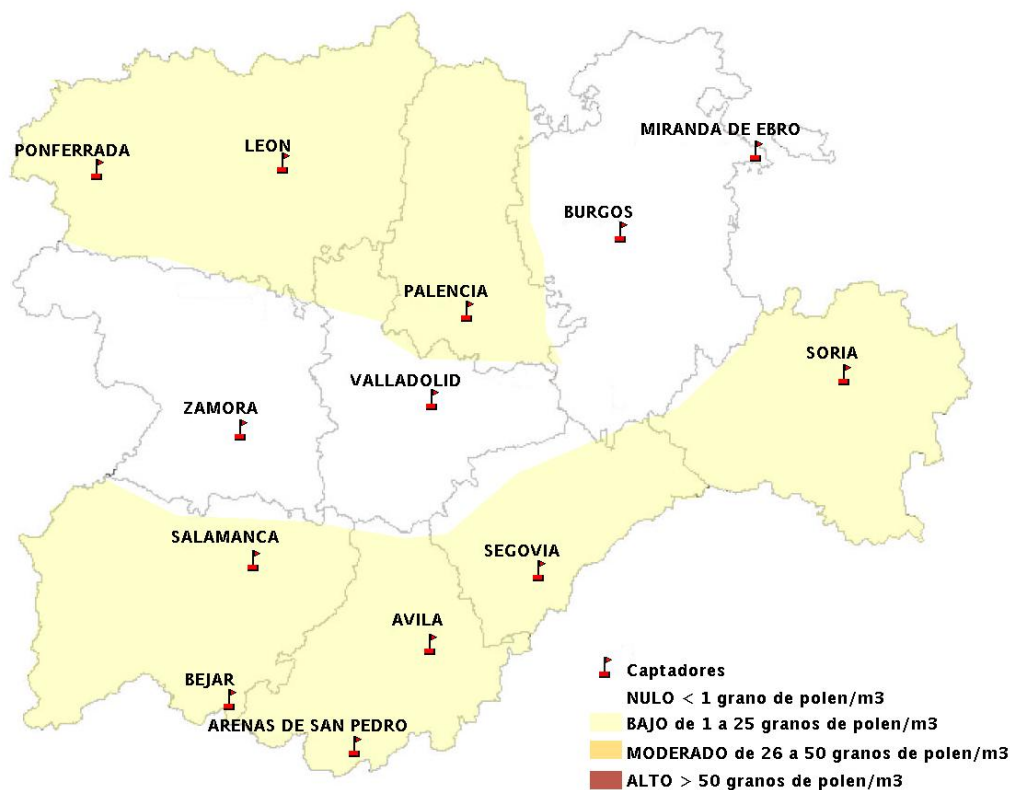 MIRANDA DE EBRO
PONFERRADA
LEON
BURGOS
PALENCIA
SORIA
VALLADOLID
ZAMORA
SALAMANCA
SEGOVIA
AVILA
BEJAR
ARENAS DE SAN PEDRO
Captadores
NULO < 1 grano de polen/m3
BAJO de 1 a 25 granos de polen/m3
MODERADO de 26 a 50 granos de polen/m3
ALTO > 50 granos de polen/m3